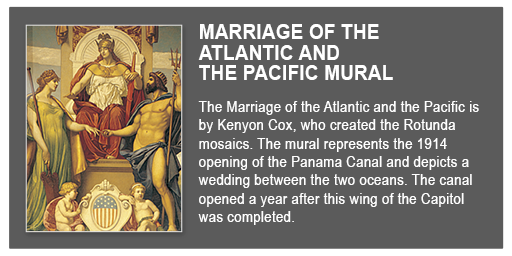 MARRIAGE OF THE
ATLANTIC AND
THE PACIFIC MURAL
The Marriage of the Atlantic and the Pacific is
by Kenyon Cox, who created the Rotunda
mosaics. The mural represents the 1914
opening of the Panama Canal and depicts a
wedding between the two oceans. The canal
opened a year after this wing of the Capitol
was completed.